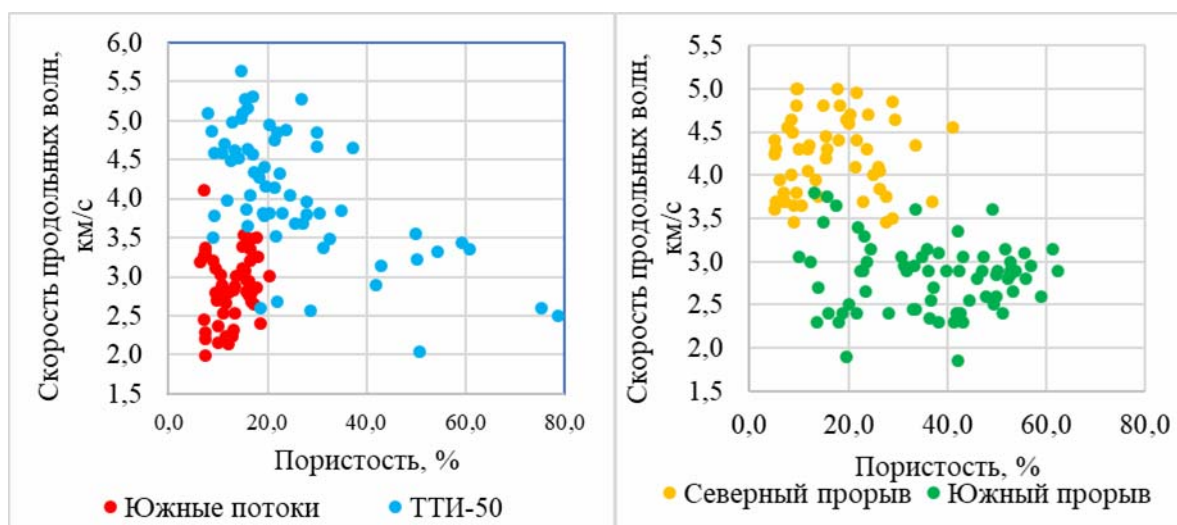 Скорость продольных волн,
км/с
6,0
5,5
5,0
4,5
4,0
3,5
3,0
2,5
2,0
1,5
0,0
20,0
40,0
60,0
80,0
Пористость, %
Южные потоки
ТТИ-50
Скорость продольных волн,
км/с
5,5
5,0
4,5
4,0
3,5
3,0
2,5
2,0
1,5
0,0
20,0
40,0
60,0
80,0
Пористость, %
Северный прорыв
Южный прорыв